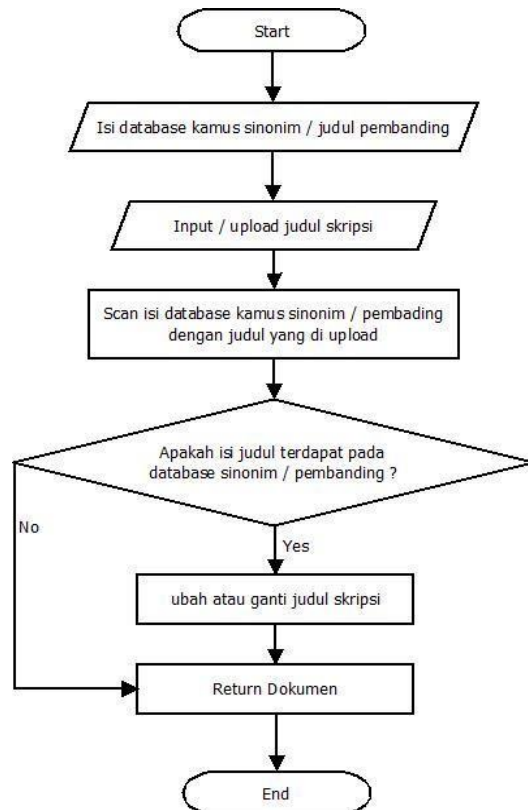 Start
Isi database kamus sinonim / judul pembanding
Input / upload judul skripsi
Scan isi database kamus sinonim / pembading
dengan judul yang di upload
Apakah isi judul terdapat pada
database sinonim / pembanding ?
No
Yes
ubah atau ganti judul skripsi
Return Dokumen
End